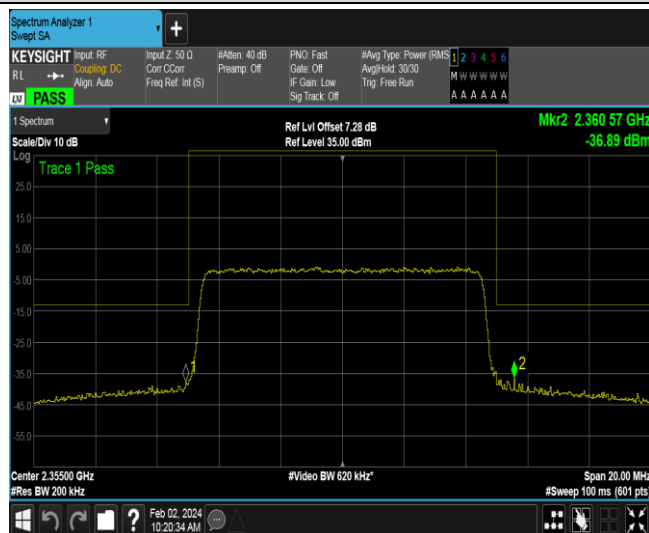 Spectrum Analyzer 1
Swept SA
+
KEYSIGHT
RL
LXI PASS
Input: RF
Coupling: DC
Align: Auto
Input Z: 50 Ω
Corr CCorr
Freq Ref: Int (S)
#Atten: 40 dB
Preamp: Off
PNO: Fast
Gate: Off
IF Gain: Low
Sig Track: Off
#Avg Type: Power (RMS
Avg|Hold: 30/30
Trig: Free Run
1 2 3 4 5 6
M W W W W W
A A A A A A
1 Spectrum
Scale/Div 10 dB
Ref Lvl Offset 7.28 dB
Ref Level 35.00 dBm
Mkr2 2.360 57 GHz
-36.89 dBm
Log
Trace 1 Pass
25.0
15.0
5.00
-5.00
-15.0
-25.0
-35.0
-45.0
-55.0
1
2
Center 2.35500 GHz
#Res BW 200 kHz
#Video BW 620 kHz*
Span 20.00 MHz
#Sweep 100 ms (601 pts)
?
Feb 02, 2024
10:20:34 AM